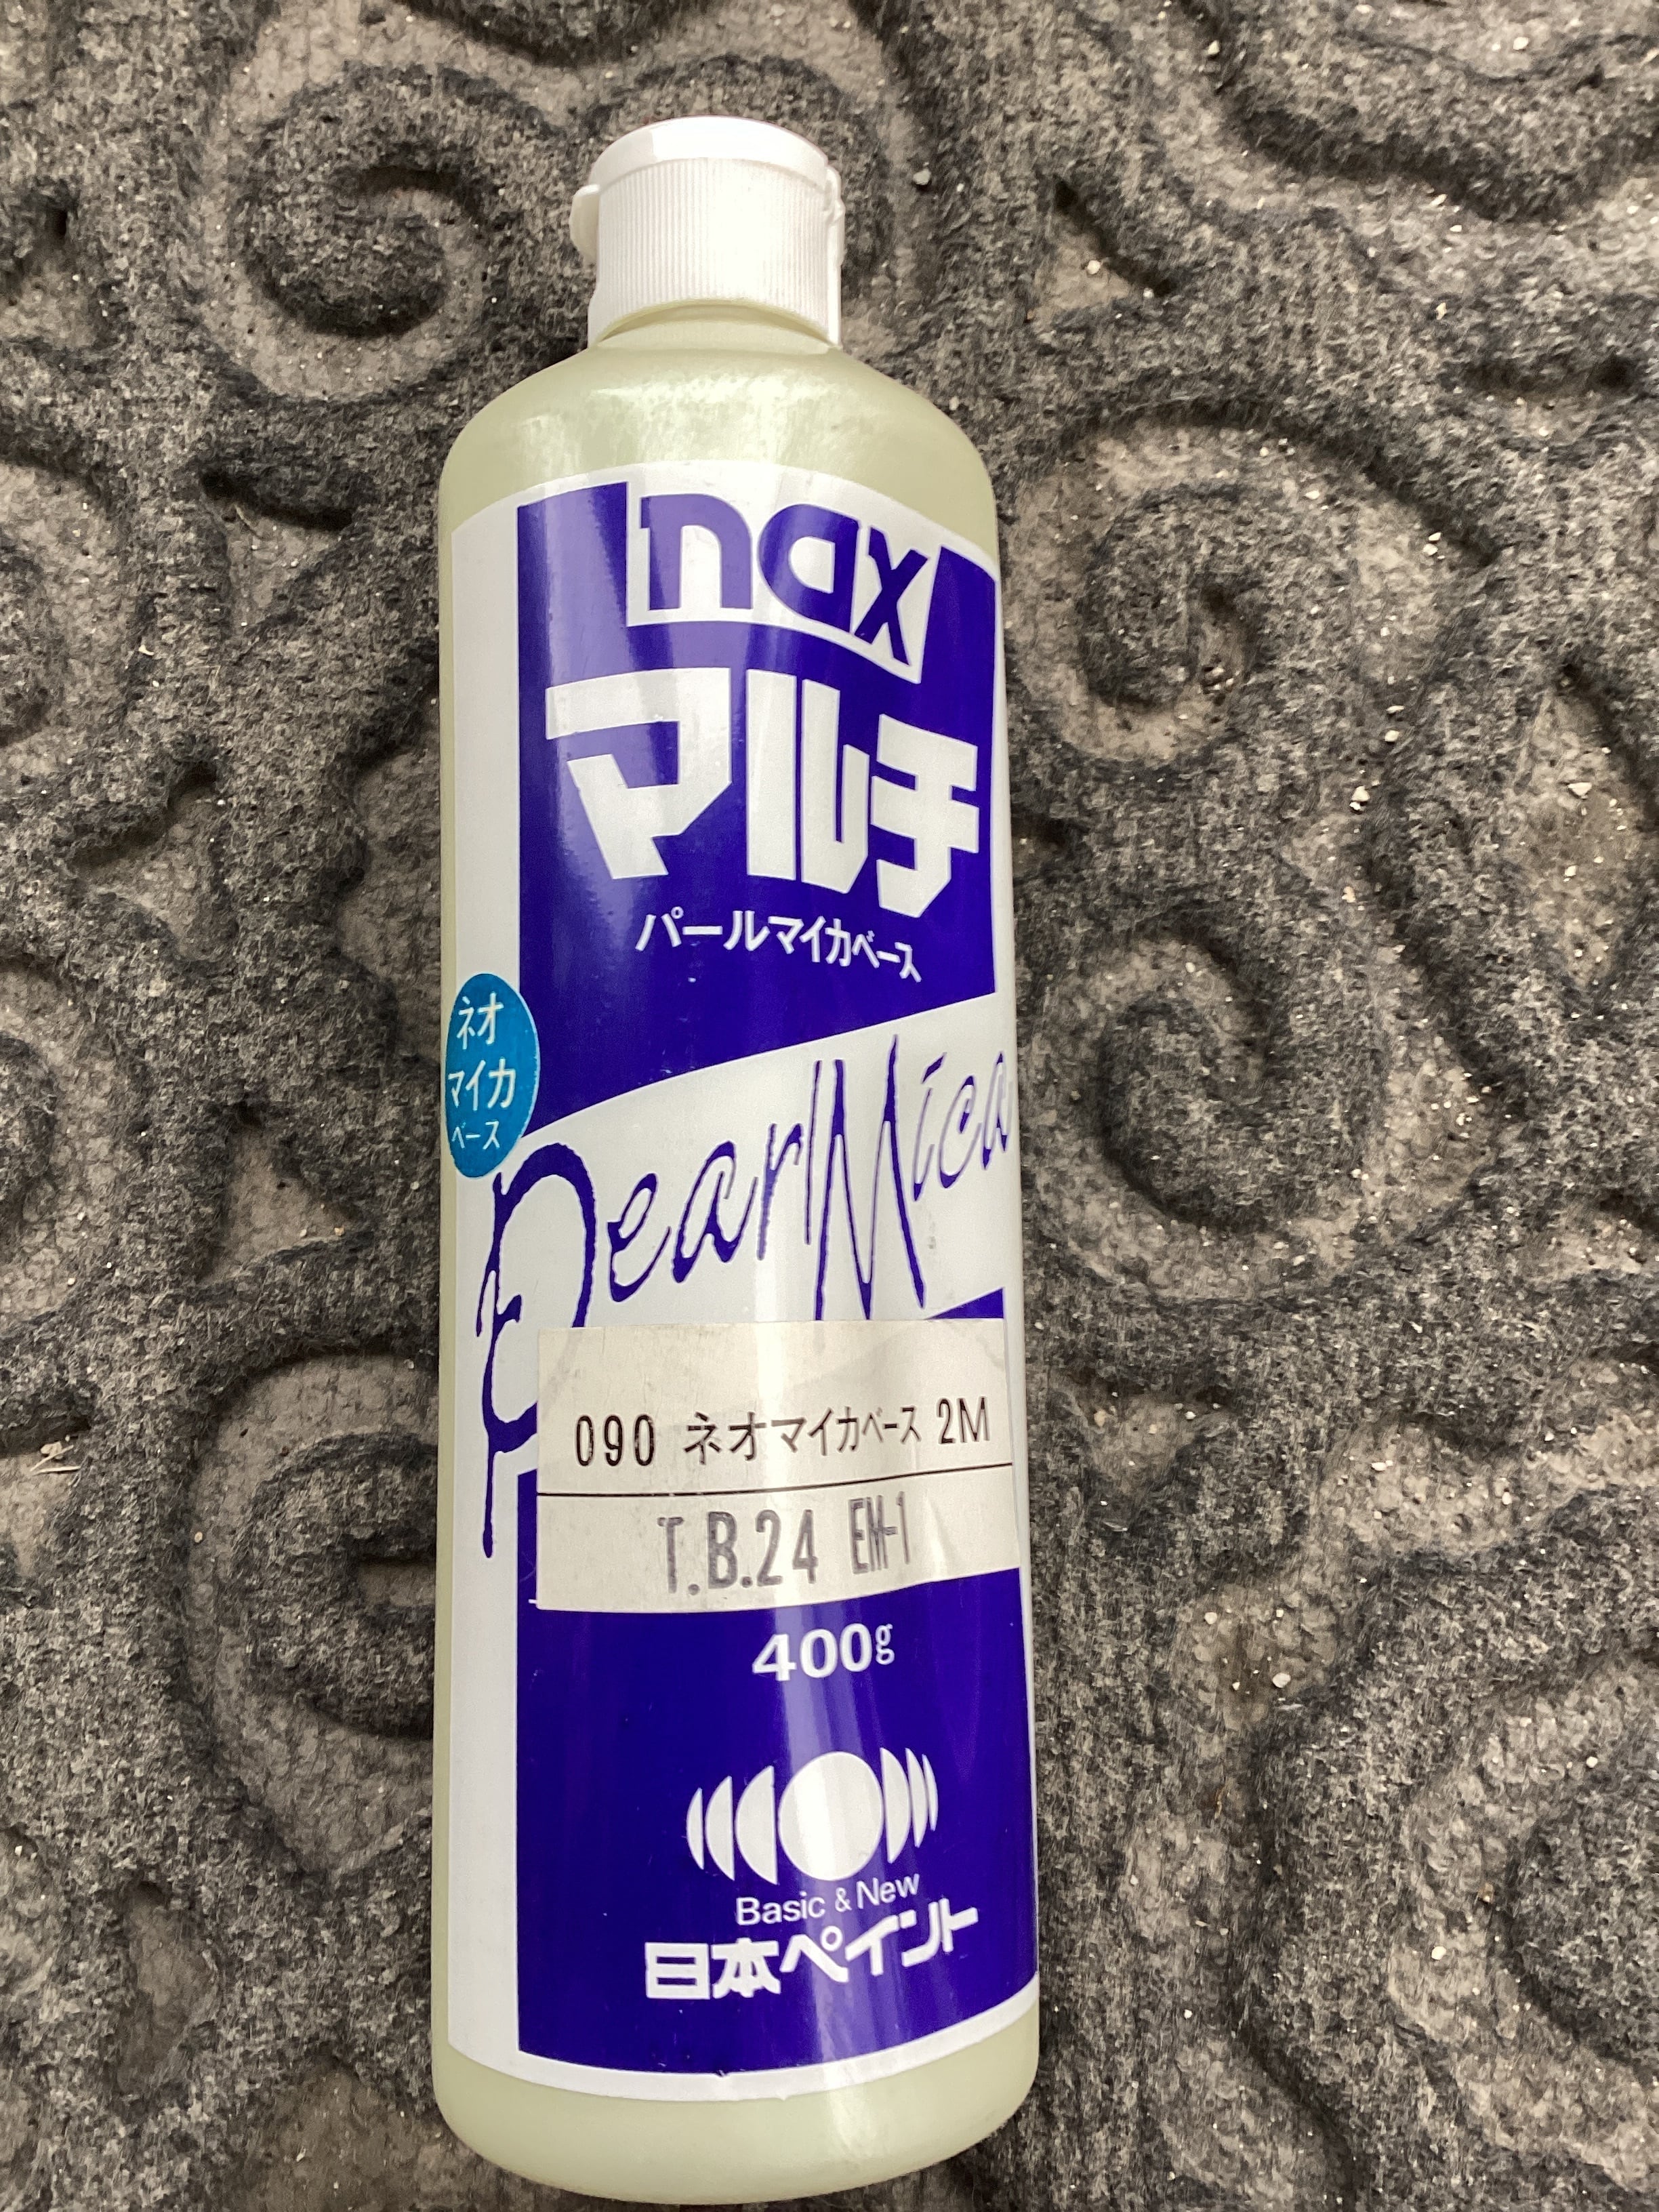 nax
マルチ
パールマイカベース
ネオ
マイカ
ベース
PearlMica
090 ネオマイカベース 2M
T.B.24 EM-1
400g
Basic & New
日本ペイント